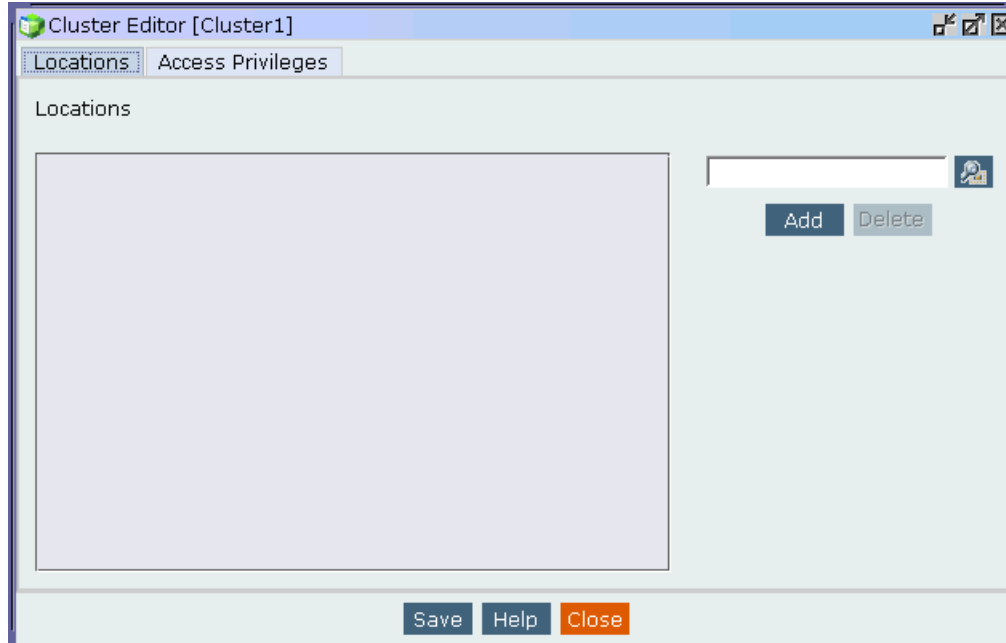 Cluster Editor [Cluster1]
Locations Access Privileges
Locations
Add Delete
Save Help Close